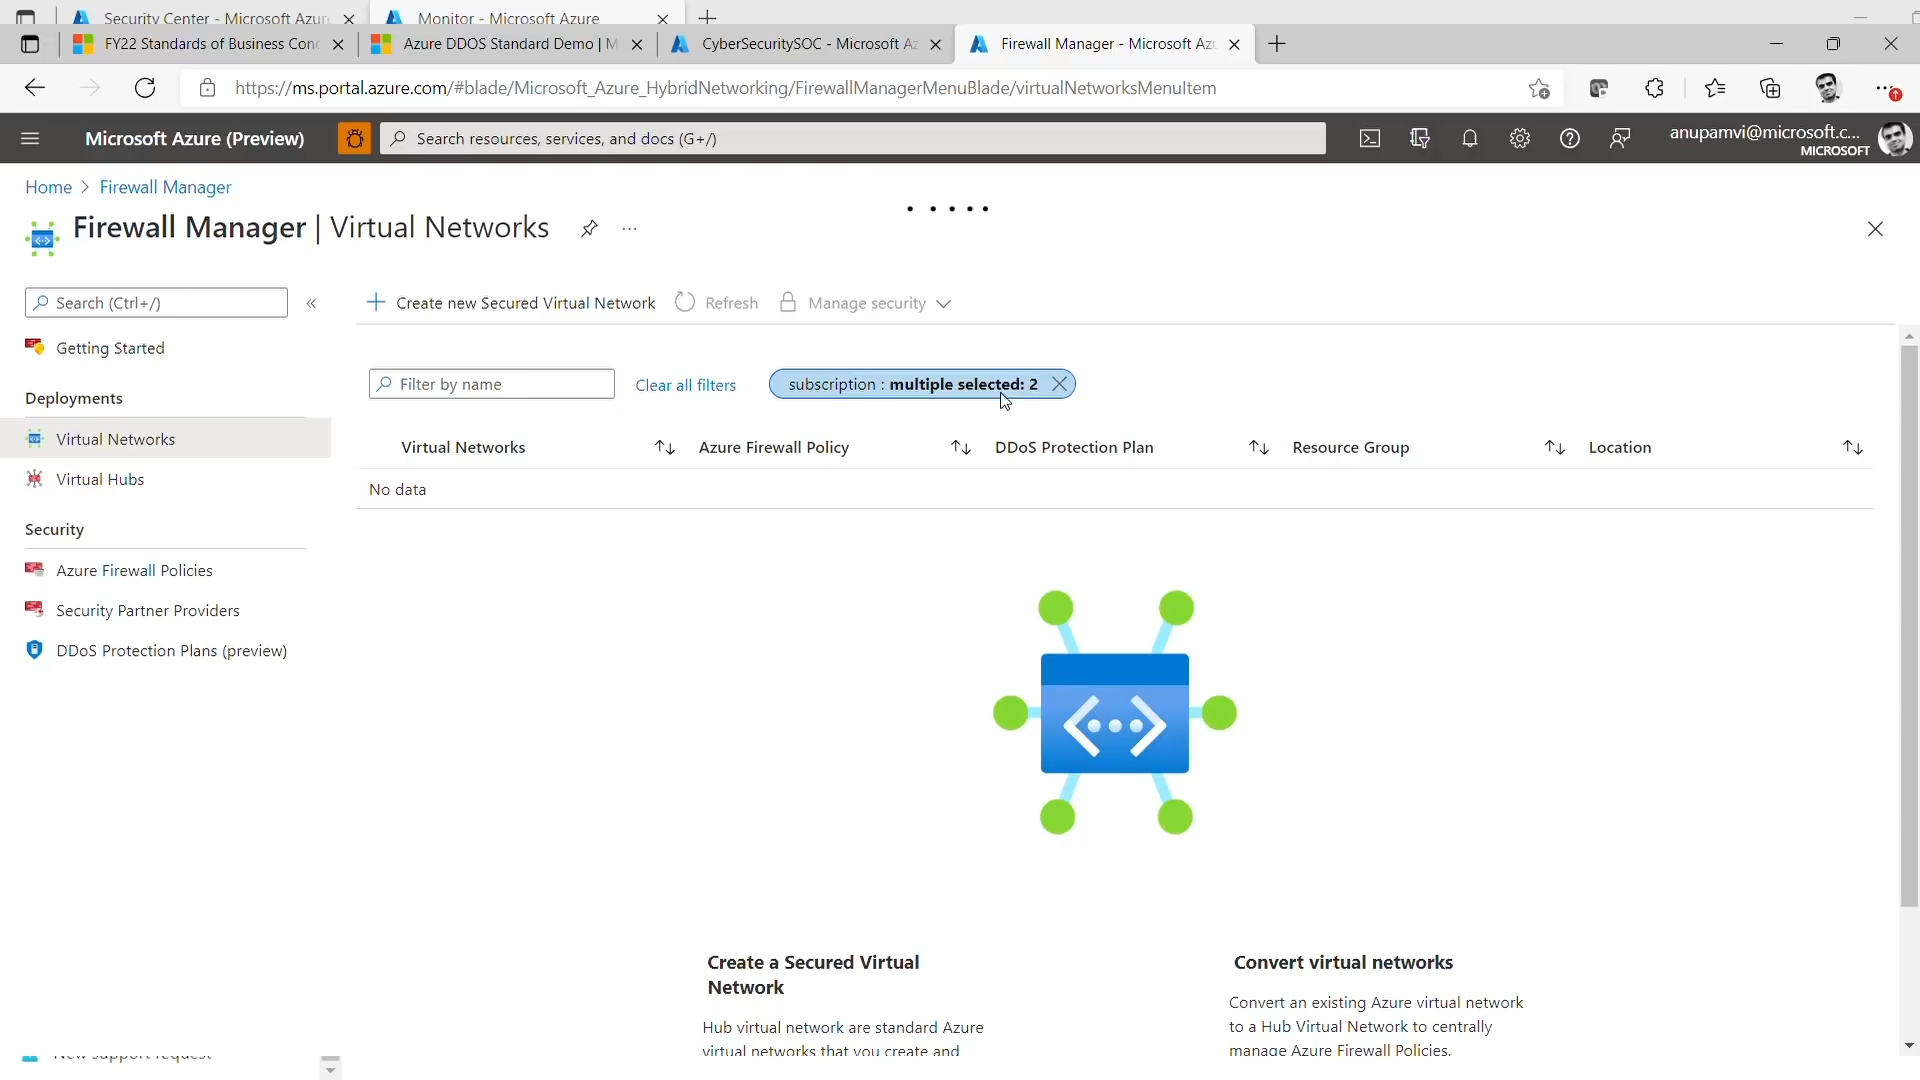 Security Center - Microsoft Azur
Monitor - Microsoft Azure
FY22 Standards of Business Conc
Azure DDOS Standard Demo | M
CyberSecuritySOC - Microsoft Az
Firewall Manager - Microsoft Azu
https://ms.portal.azure.com/#blade/Microsoft_Azure_HybridNetworking/FirewallManagerMenuBlade/virtualNetworksMenuItem
Microsoft Azure (Preview)
Search resources, services, and docs (G+/)
anupamvi@microsoft.c...
MICROSOFT
Home > Firewall Manager
Firewall Manager | Virtual Networks
Search (Ctrl+/)
Getting Started
Deployments
Virtual Networks
Virtual Hubs
Security
Azure Firewall Policies
Security Partner Providers
DDoS Protection Plans (preview)
New support request
Create new Secured Virtual Network
Refresh
Manage security
Filter by name
Clear all filters
subscription : multiple selected: 2
Virtual Networks
Azure Firewall Policy
DDoS Protection Plan
Resource Group
Location
No data
Create a Secured Virtual
Network
Hub virtual network are standard Azure
virtual networks that you create and
Convert virtual networks
Convert an existing Azure virtual network
to a Hub Virtual Network to centrally
manage Azure Firewall Policies.